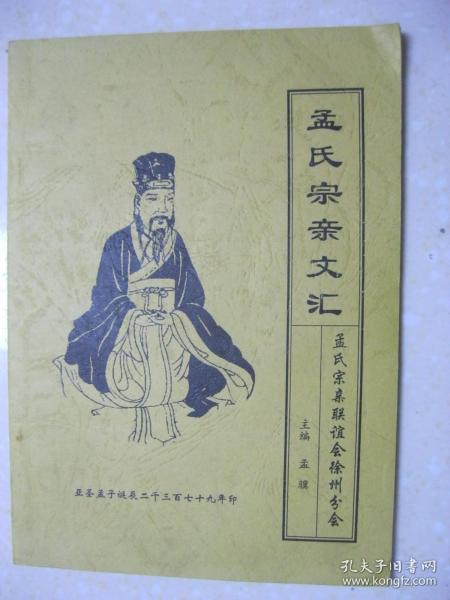 孟氏宗亲文汇
孟氏宗亲联谊会徐州分会
主编 孟骥
亚圣孟子诞辰二千三百七十九年印
孔夫子旧书网
www.kongfz.com